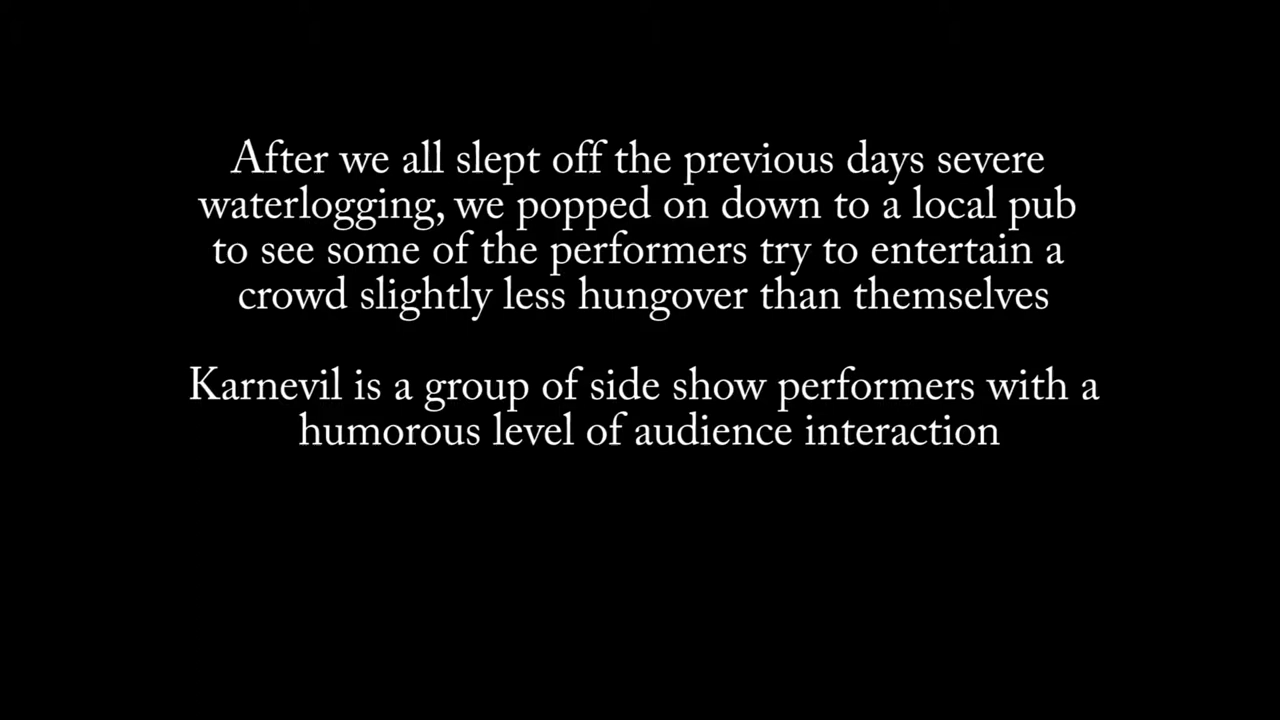 After we all slept off the previous days severe
waterlogging, we popped on down to a local pub
to see some of the performers try to entertain a
crowd slightly less hungover than themselves
Karnevil is a group of side show performers with a
humorous level of audience interaction